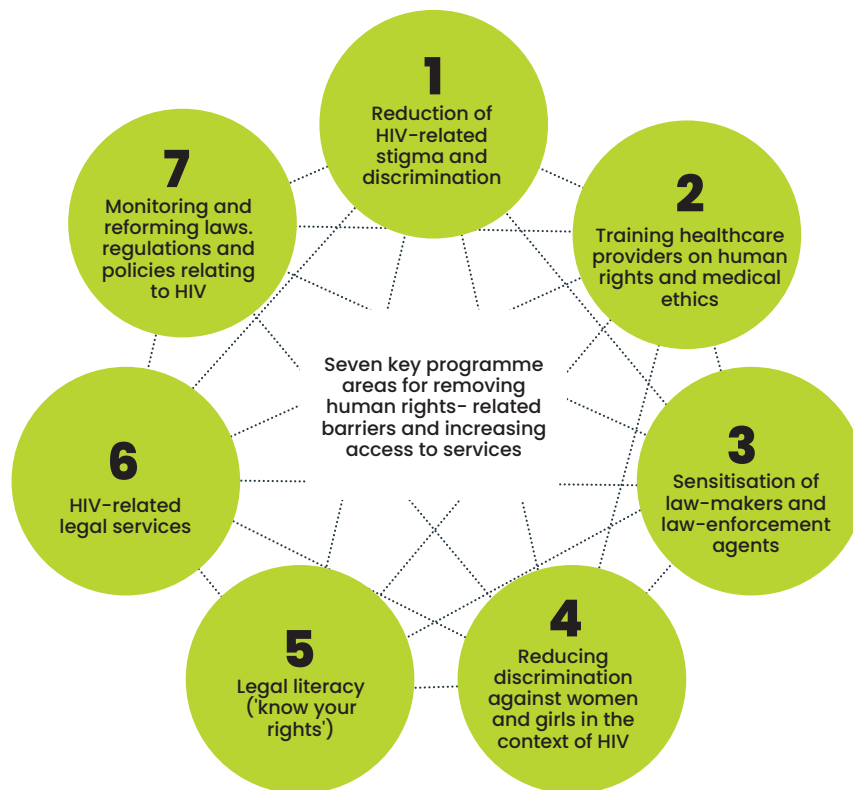 1
Reduction of
HIV-related
stigma and
discrimination
2
Training healthcare
providers on human
rights and medical
ethics
3
Sensitisation of
law-makers and
law-enforcement
agents
4
Reducing
discrimination
against women
and girls in the
context of HIV
5
Legal literacy
('know your
rights')
6
HIV-related
legal services
7
Monitoring and
reforming laws.
regulations and
policies relating
to HIV
Seven key programme
areas for removing
human rights- related
barriers and increasing
access to services